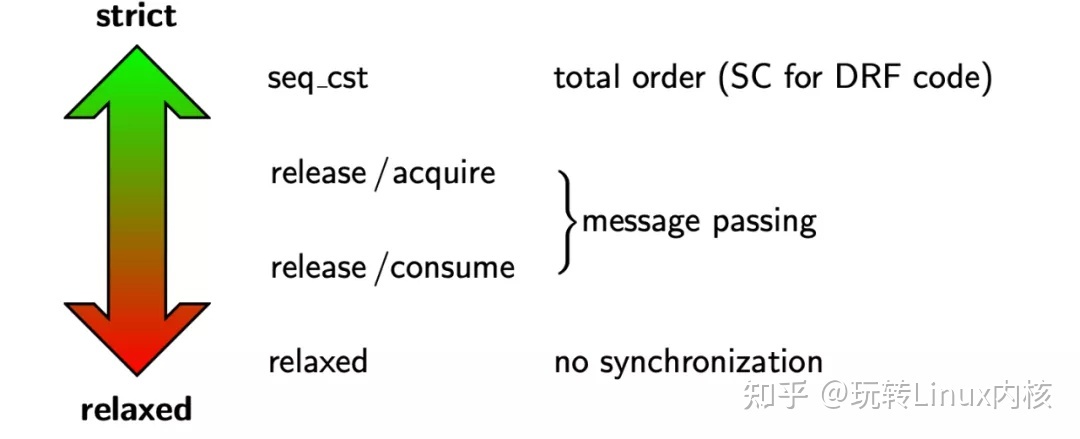 strict
seq_cst total order (SC for DRF code)
release/acquire
message passing
release/consume
relaxed no synchronization
relaxed
知乎 @玩转Linux内核